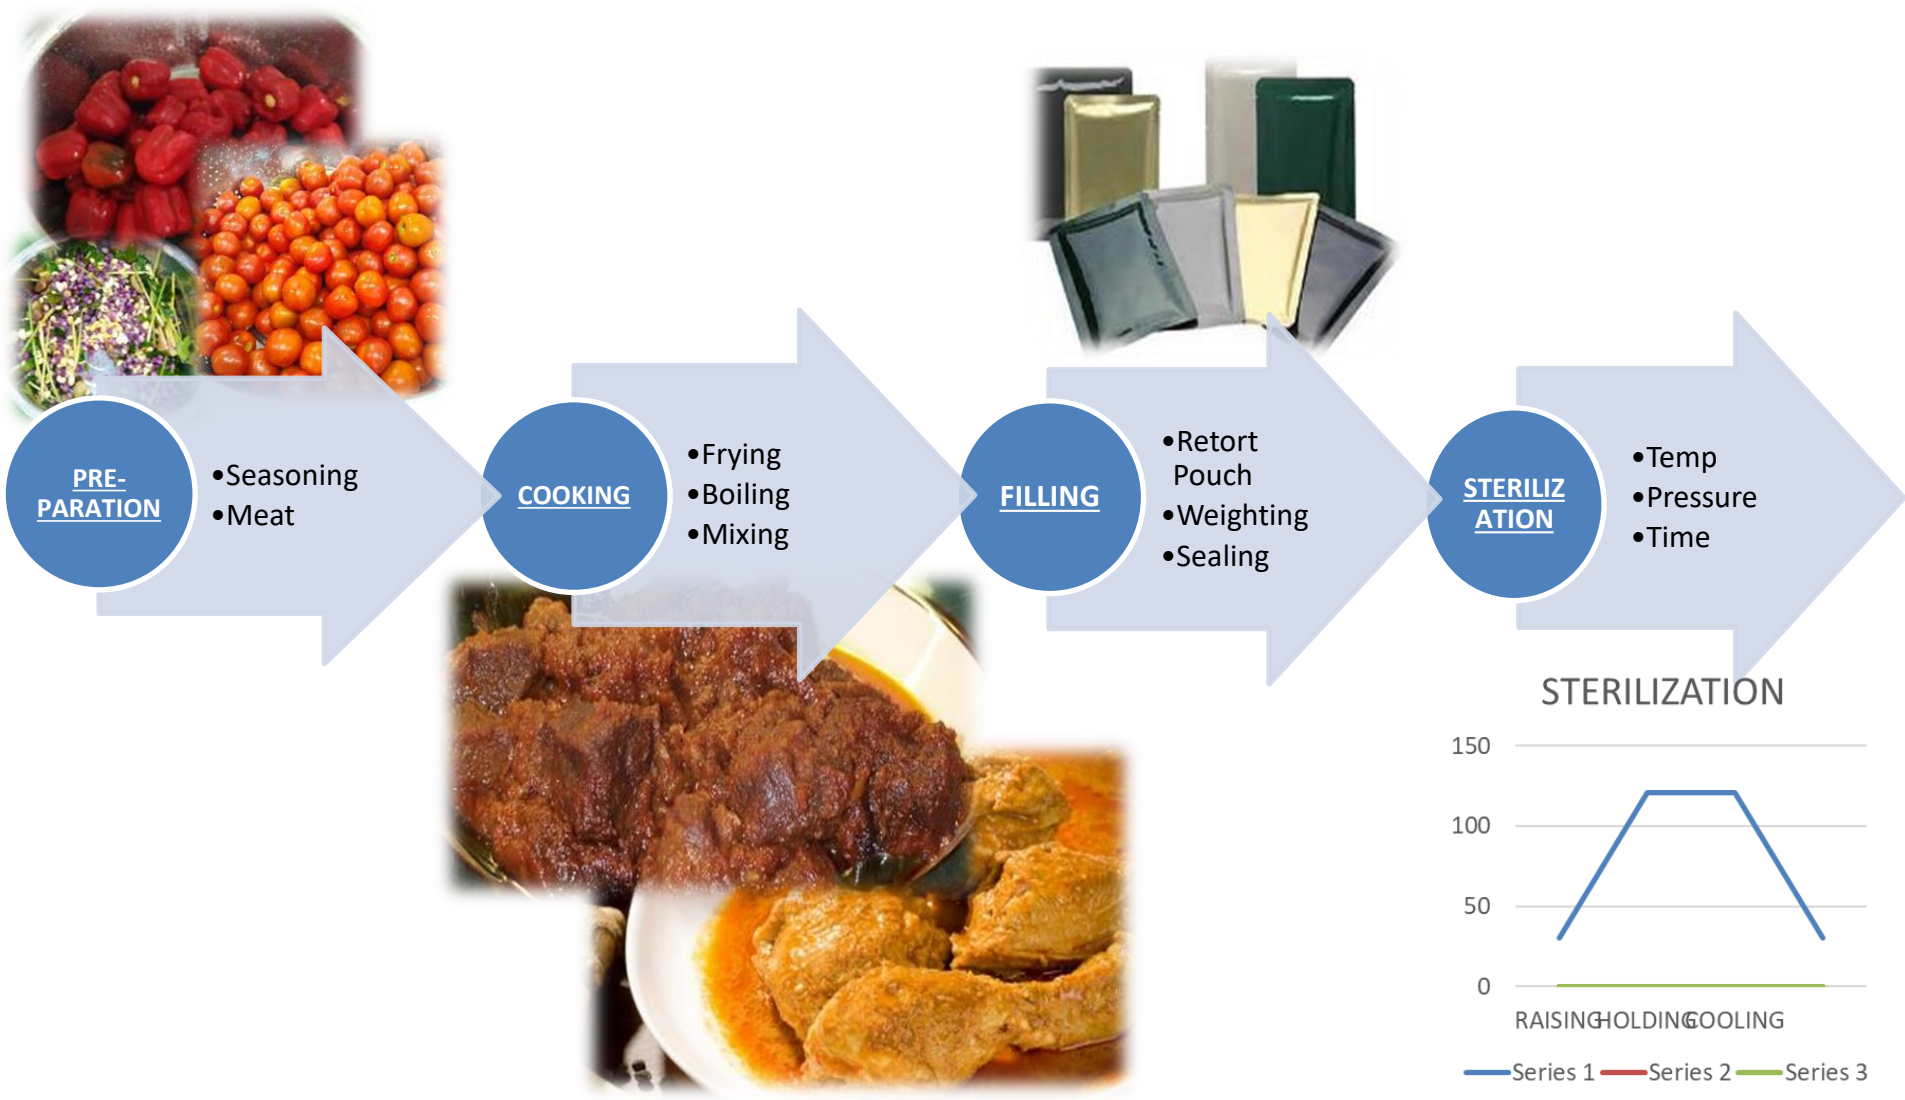 PRE-
PARATION
•Seasoning
•Meat
COOKING
•Frying
•Boiling
•Mixing
FILLING
•Retort
Pouch
•Weighting
•Sealing
STERILIZ
ATION
•Temp
•Pressure
•Time
STERILIZATION
150
100
50
0
RAISING HOLDING COOLING
Series 1 Series 2 Series 3